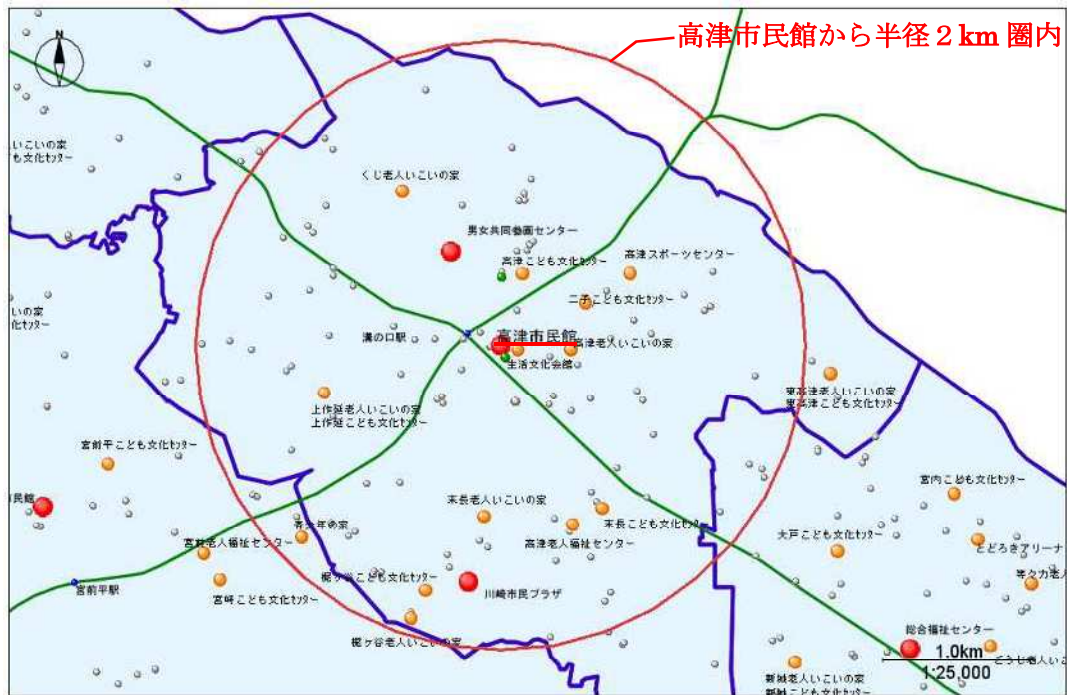 高津市民館から半径２km 圏内
N
いこいの家
も文化ｾﾝﾀｰ
くじ老人いこいの家
男女共同参画センター
高津こども文化ｾﾝﾀｰ
高津スポーツセンター
いの家
化ｾﾝﾀｰ
二子こども文化ｾﾝﾀｰ
溝の口駅
高津市民館
高津老人いこいの家
生活文化会館
上作延老人いこいの家
上作延こども文化ｾﾝﾀｰ
東高津老人いこいの家
東高津こども文化ｾﾝﾀｰ
宮前平こども文化ｾﾝﾀｰ
民館
宮内こども文化ｾﾝﾀｰ
末長老人いこいの家
末長こども文化ｾﾝﾀｰ
青少年の家
宮前老人福祉センター
高津老人福祉センター
大戸こども文化ｾﾝﾀｰ
とどろきアリーナ
梶ヶ谷こども文化ｾﾝﾀｰ
等々力老人
宮前平駅
宮崎こども文化ｾﾝﾀｰ
川崎市民プラザ
総合福祉センター
梶ヶ谷老人いこいの家
1.0km
1:25,000
新城老人いこいの家
新城こども文化ｾﾝﾀｰ